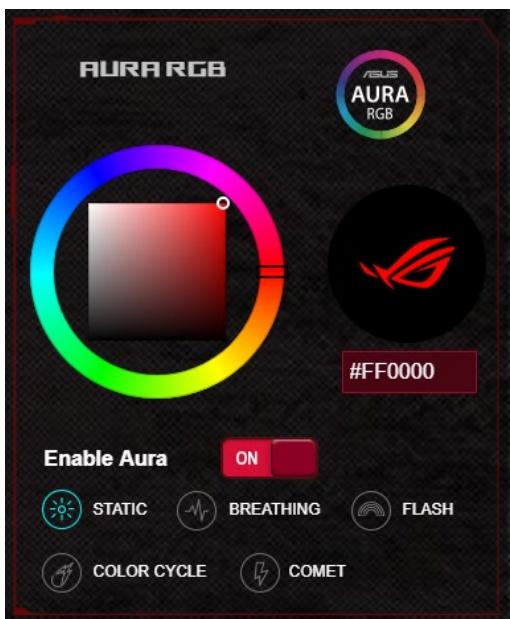 AURA RGB
ASUS
AURA
RGB
#FF0000
Enable Aura ON
STATIC BREATHING FLASH
COLOR CYCLE COMET